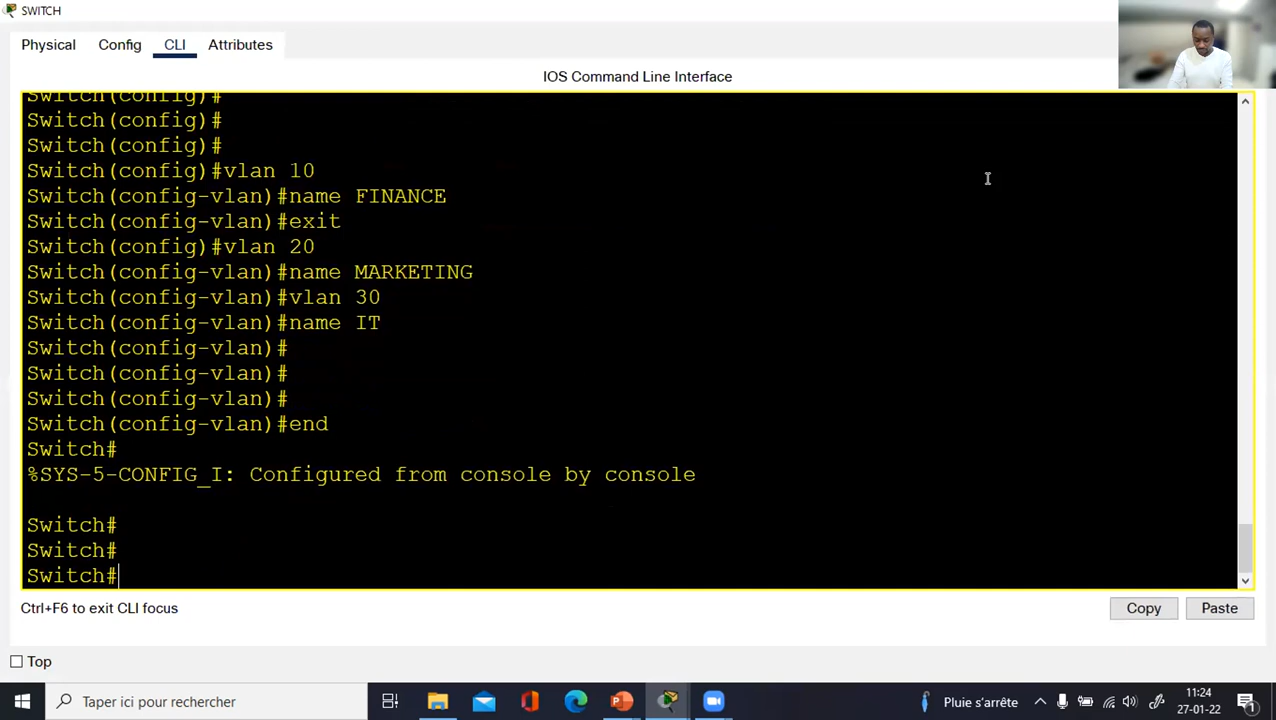 SWITCH
Physical Config CLI Attributes
IOS Command Line Interface
Switch(config)#
Switch(config)#
Switch(config)#
Switch(config)#vlan 10
Switch(config-vlan)#name FINANCE
Switch(config-vlan)#exit
Switch(config)#vlan 20
Switch(config-vlan)#name MARKETING
Switch(config-vlan)#vlan 30
Switch(config-vlan)#name IT
Switch(config-vlan)#
Switch(config-vlan)#
Switch(config-vlan)#
Switch(config-vlan)#end
Switch#
%SYS-5-CONFIG_I: Configured from console by console
Switch#
Switch#
Switch#
Ctrl+F6 to exit CLI focus
Copy Paste
Top
Taper ici pour rechercher
Pluie s'arrête
11:24
27-01-22
1